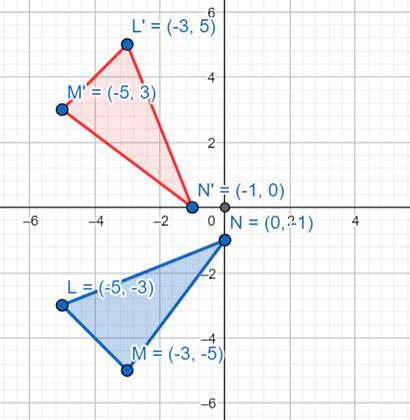 6
L' = (-3, 5)
4
M' = (-5, 3)
2
N' = (-1, 0)
−6 −4 −2 0 2 4
N = (0, -1)
−2
L = (-5, -3)
−4
M = (-3, -5)
−6